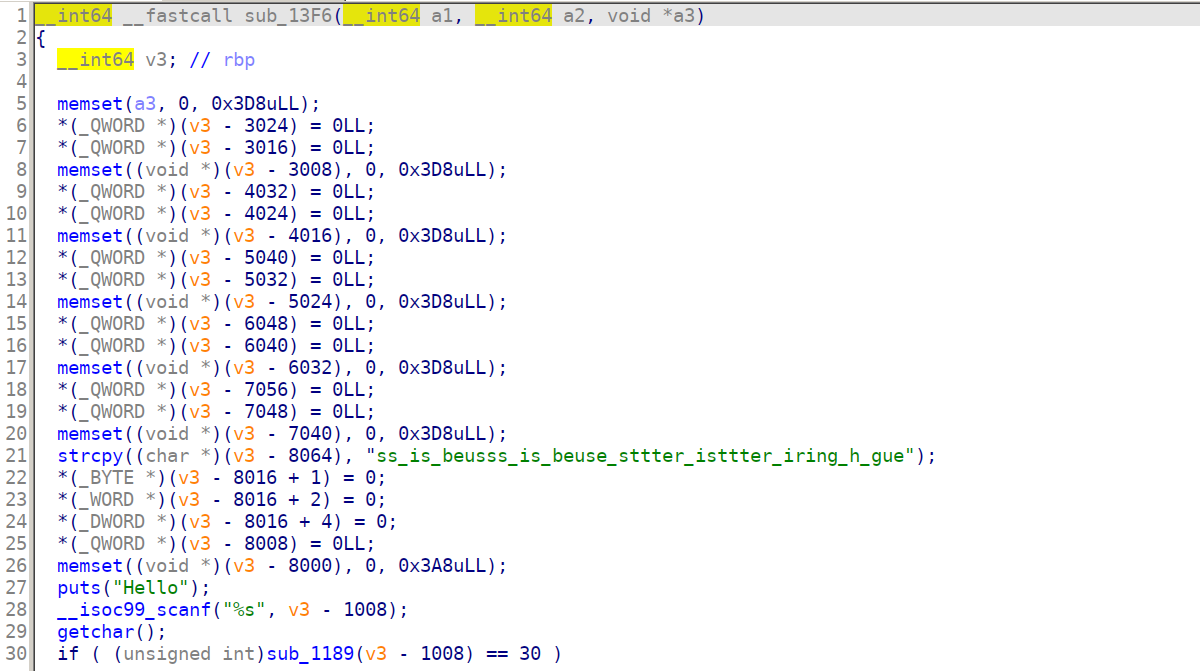 1 __int64 __fastcall sub_13F6(__int64 a1, __int64 a2, void *a3)
2 {
3   __int64 v3; // rbp
4
5   memset(a3, 0, 0x3D8uLL);
6   *(_QWORD *)(v3 - 3024) = 0LL;
7   *(_QWORD *)(v3 - 3016) = 0LL;
8   memset((void *)(v3 - 3008), 0, 0x3D8uLL);
9   *(_QWORD *)(v3 - 4032) = 0LL;
10   *(_QWORD *)(v3 - 4024) = 0LL;
11   memset((void *)(v3 - 4016), 0, 0x3D8uLL);
12   *(_QWORD *)(v3 - 5040) = 0LL;
13   *(_QWORD *)(v3 - 5032) = 0LL;
14   memset((void *)(v3 - 5024), 0, 0x3D8uLL);
15   *(_QWORD *)(v3 - 6048) = 0LL;
16   *(_QWORD *)(v3 - 6040) = 0LL;
17   memset((void *)(v3 - 6032), 0, 0x3D8uLL);
18   *(_QWORD *)(v3 - 7056) = 0LL;
19   *(_QWORD *)(v3 - 7048) = 0LL;
20   memset((void *)(v3 - 7040), 0, 0x3D8uLL);
21   strcpy((char *)(v3 - 8064), "ss_is_beusss_is_beuse_sttter_isttter_iring_h_gue");
22   *(_BYTE *)(v3 - 8016 + 1) = 0;
23   *(_WORD *)(v3 - 8016 + 2) = 0;
24   *(_DWORD *)(v3 - 8016 + 4) = 0;
25   *(_QWORD *)(v3 - 8008) = 0LL;
26   memset((void *)(v3 - 8000), 0, 0x3A8uLL);
27   puts("Hello");
28   __isoc99_scanf("%s", v3 - 1008);
29   getchar();
30   if ( (unsigned int)sub_1189(v3 - 1008) == 30 )